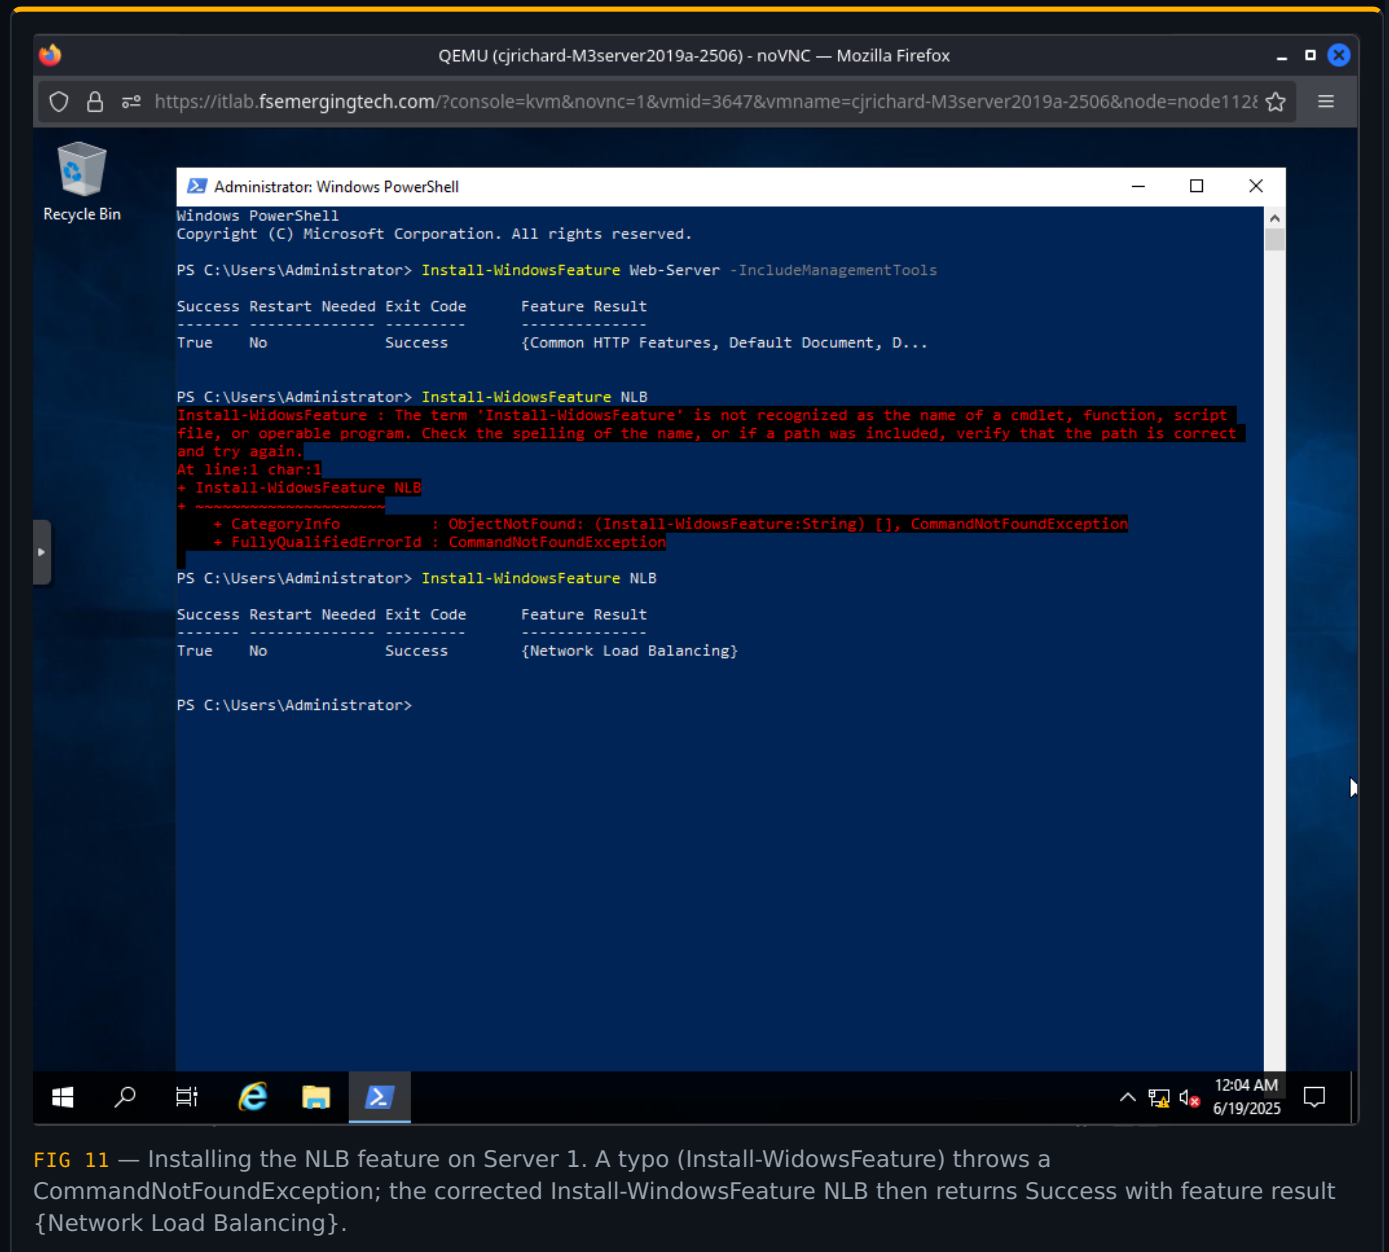 QEMU (cjrichard-M3server2019a-2506) - noVNC — Mozilla Firefox
https://itlab.fsemergingtech.com/?console=kvm&novnc=1&vmid=3647&vmname=cjrichard-M3server2019a-2506&node=node112&
Recycle Bin
Administrator: Windows PowerShell
Windows PowerShell
Copyright (C) Microsoft Corporation. All rights reserved.
PS C:\Users\Administrator> Install-WindowsFeature Web-Server -IncludeManagementTools
Success Restart Needed Exit Code      Feature Result
------- -------------- ---------      --------------
True    No             Success        {Common HTTP Features, Default Document, D...
PS C:\Users\Administrator> Install-WidowsFeature NLB
Install-WidowsFeature : The term 'Install-WidowsFeature' is not recognized as the name of a cmdlet, function, script
file, or operable program. Check the spelling of the name, or if a path was included, verify that the path is correct
and try again.
At line:1 char:1
+ Install-WidowsFeature NLB
+ ~~~~~~~~~~~~~~~~~~~~~
    + CategoryInfo          : ObjectNotFound: (Install-WidowsFeature:String) [], CommandNotFoundException
    + FullyQualifiedErrorId : CommandNotFoundException
PS C:\Users\Administrator> Install-WindowsFeature NLB
Success Restart Needed Exit Code      Feature Result
------- -------------- ---------      --------------
True    No             Success        {Network Load Balancing}
PS C:\Users\Administrator>
12:04 AM
6/19/2025
FIG 11 — Installing the NLB feature on Server 1. A typo (Install-WidowsFeature) throws a
CommandNotFoundException; the corrected Install-WindowsFeature NLB then returns Success with feature result
{Network Load Balancing}.